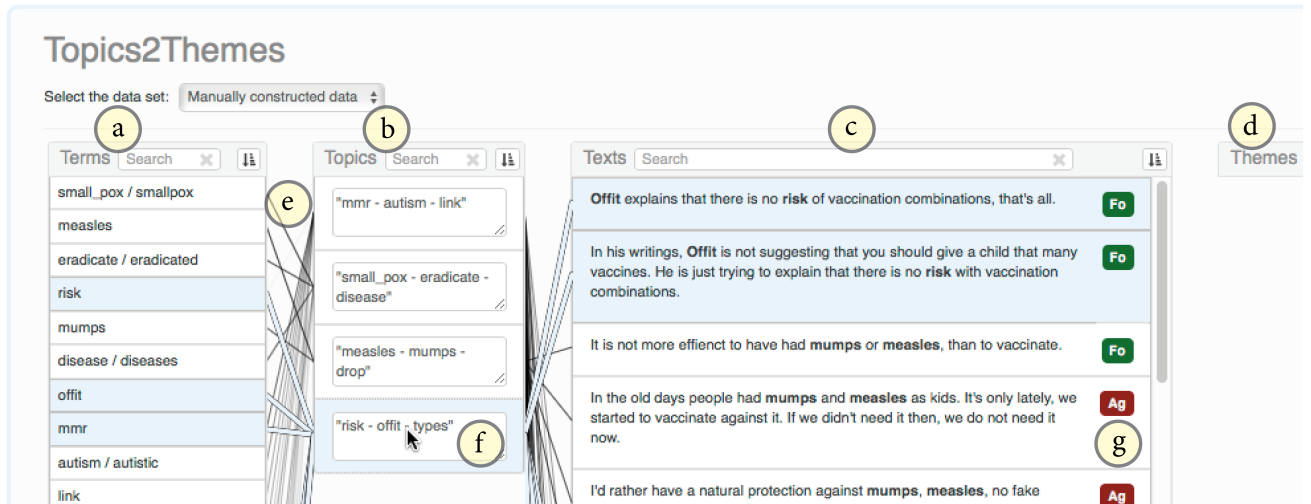 Topics2Themes
Select the data set: Manually constructed data
a
b
c
d
Terms Search
Topics Search
Texts Search
Themes
small_pox / smallpox
measles
eradicate / eradicated
risk
mumps
disease / diseases
offit
mmr
autism / autistic
link
e
"mmr - autism - link"
"small_pox - eradicate -
disease"
"measles - mumps -
drop"
"risk - offit - types"
f
Offit explains that there is no risk of vaccination combinations, that's all.
Fo
In his writings, Offit is not suggesting that you should give a child that many
vaccines. He is just trying to explain that there is no risk with vaccination
combinations.
Fo
It is not more effienct to have had mumps or measles, than to vaccinate.
Fo
In the old days people had mumps and measles as kids. It's only lately, we
started to vaccinate against it. If we didn't need it then, we do not need it
now.
Ag
g
I'd rather have a natural protection against mumps, measles, no fake
Ag